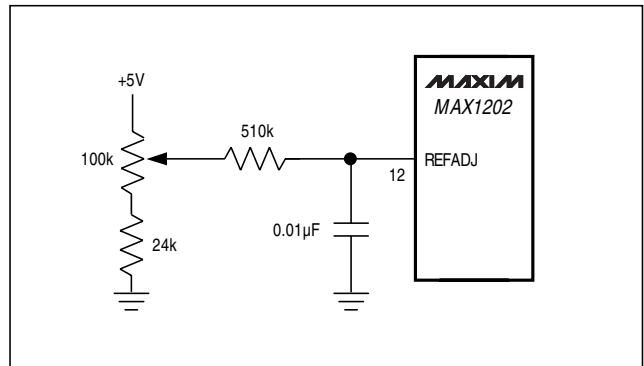 MAXIM
MAX1202
+5V
510k
100k
12
REFADJ
0.01µF
24k